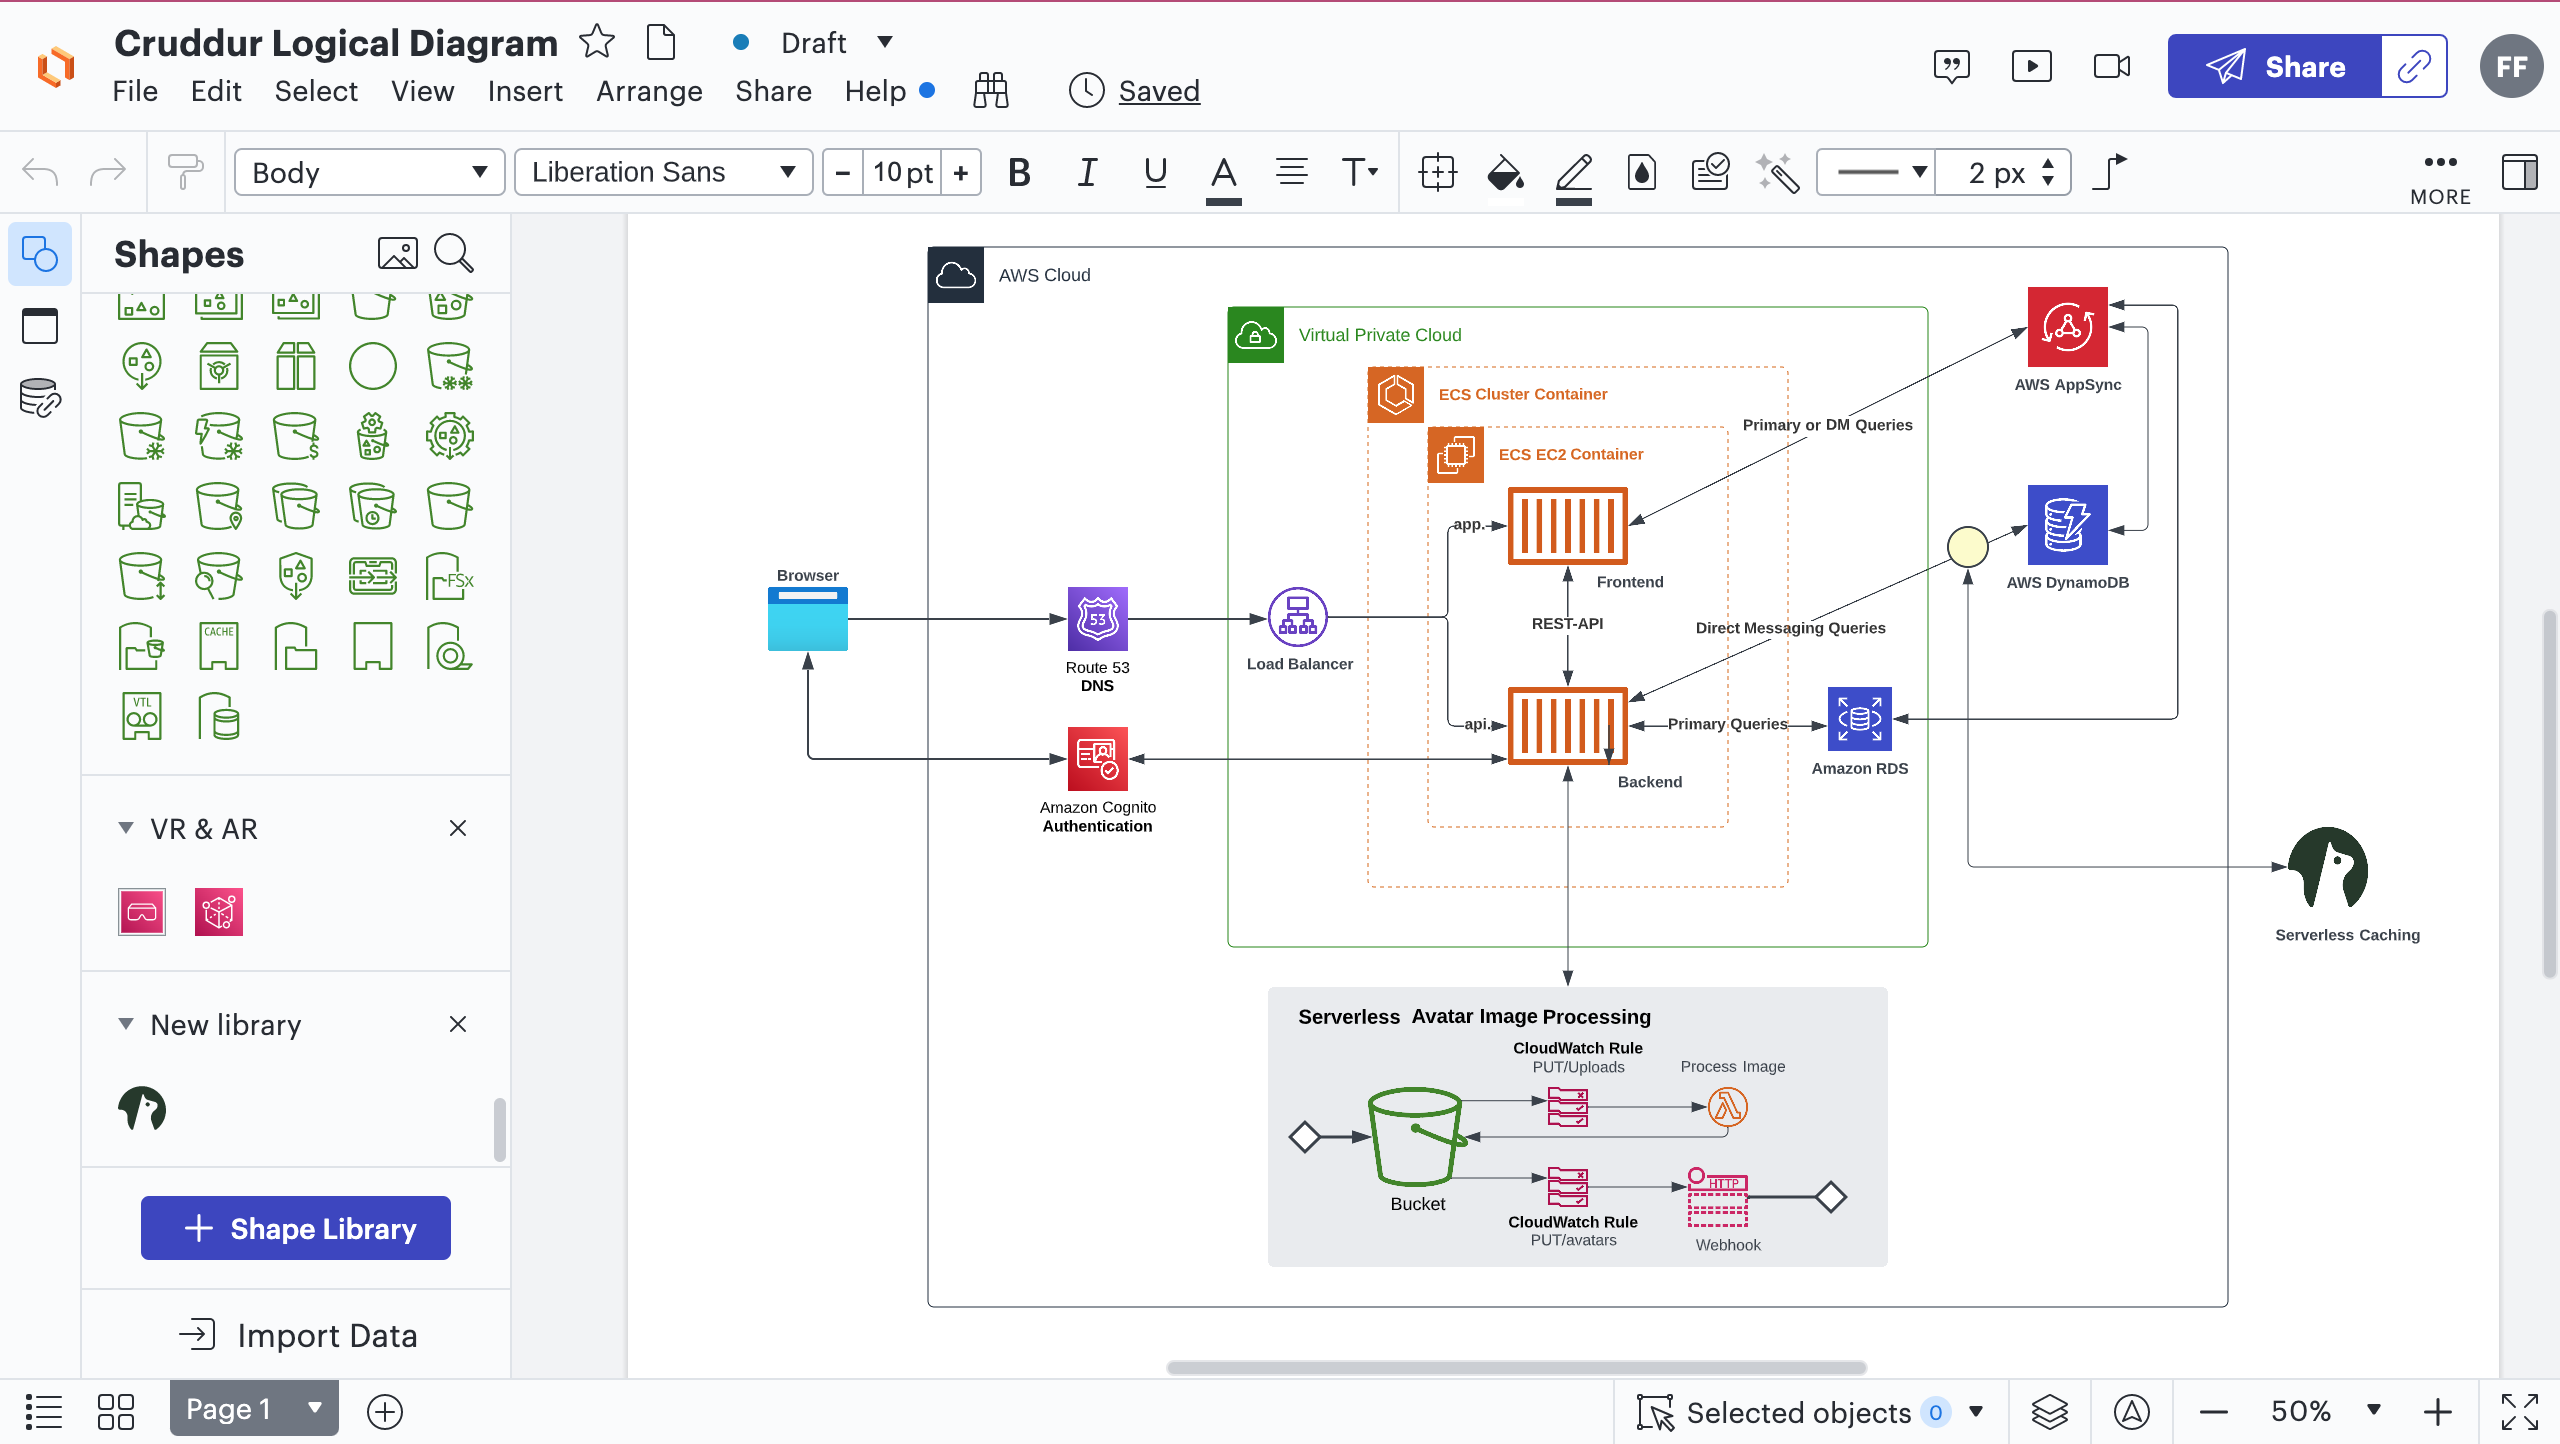 Cruddur Logical Diagram
Draft
File Edit Select View Insert Arrange Share Help
Saved
Share
FF
Body
Liberation Sans
− 10 pt +
B I U A T
2 px
MORE
Shapes
FSx
CACHE
VTL
VR & AR
New library
Shape Library
Import Data
AWS Cloud
Virtual Private Cloud
ECS Cluster Container
ECS EC2 Container
AWS AppSync
Primary or DM Queries
app.
Frontend
AWS DynamoDB
Browser
53
Route 53
DNS
Load Balancer
REST-API
Direct Messaging Queries
api.
Primary Queries
Backend
Amazon RDS
Amazon Cognito
Authentication
Serverless Caching
Serverless Avatar Image Processing
CloudWatch Rule
PUT/Uploads
Process Image
Bucket
CloudWatch Rule
PUT/avatars
HTTP
Webhook
Page 1
Selected objects 0
50%